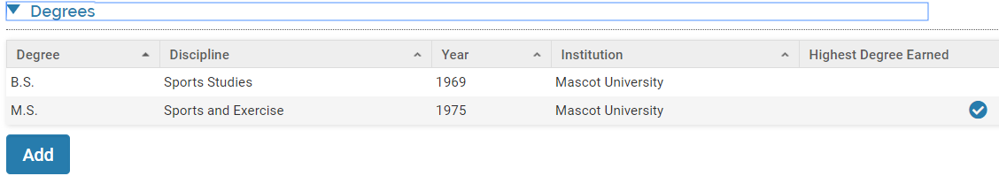 Degrees
Degree Discipline Year Institution Highest Degree Earned
B.S. Sports Studies 1969 Mascot University
M.S. Sports and Exercise 1975 Mascot University
Add